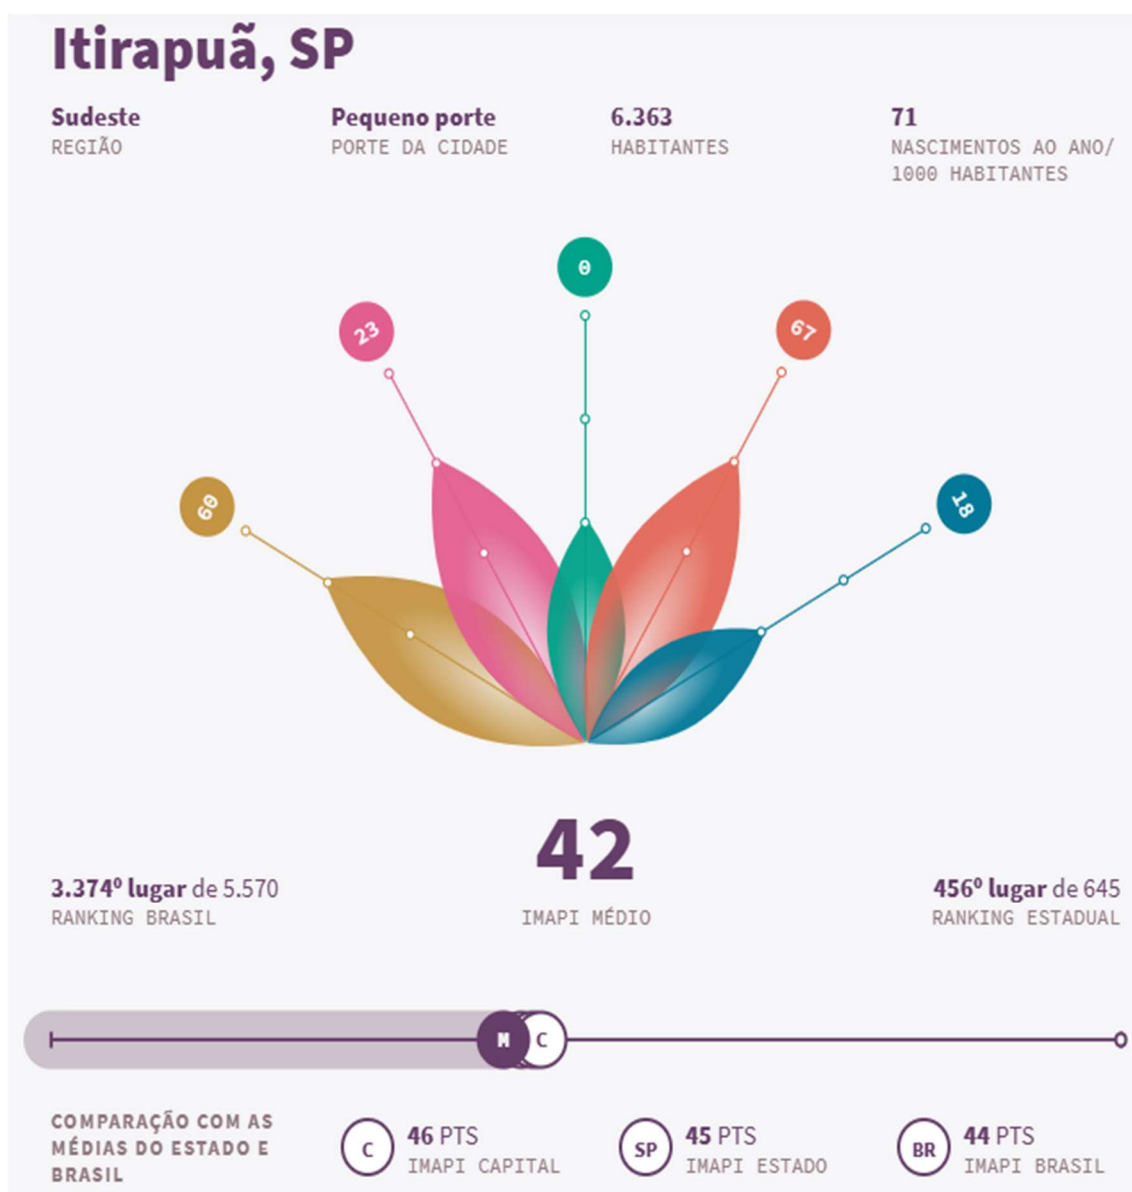 Itirapuã, SP
Sudeste
REGIÃO
Pequeno porte
PORTE DA CIDADE
6.363
HABITANTES
71
NASCIMENTOS AO ANO/
1000 HABITANTES
60
23
0
67
18
42
IMAPI MÉDIO
3.374º lugar de 5.570
RANKING BRASIL
456º lugar de 645
RANKING ESTADUAL
M
C
COMPARAÇÃO COM AS
MÉDIAS DO ESTADO E
BRASIL
C
46 PTS
IMAPI CAPITAL
SP
45 PTS
IMAPI ESTADO
BR
44 PTS
IMAPI BRASIL